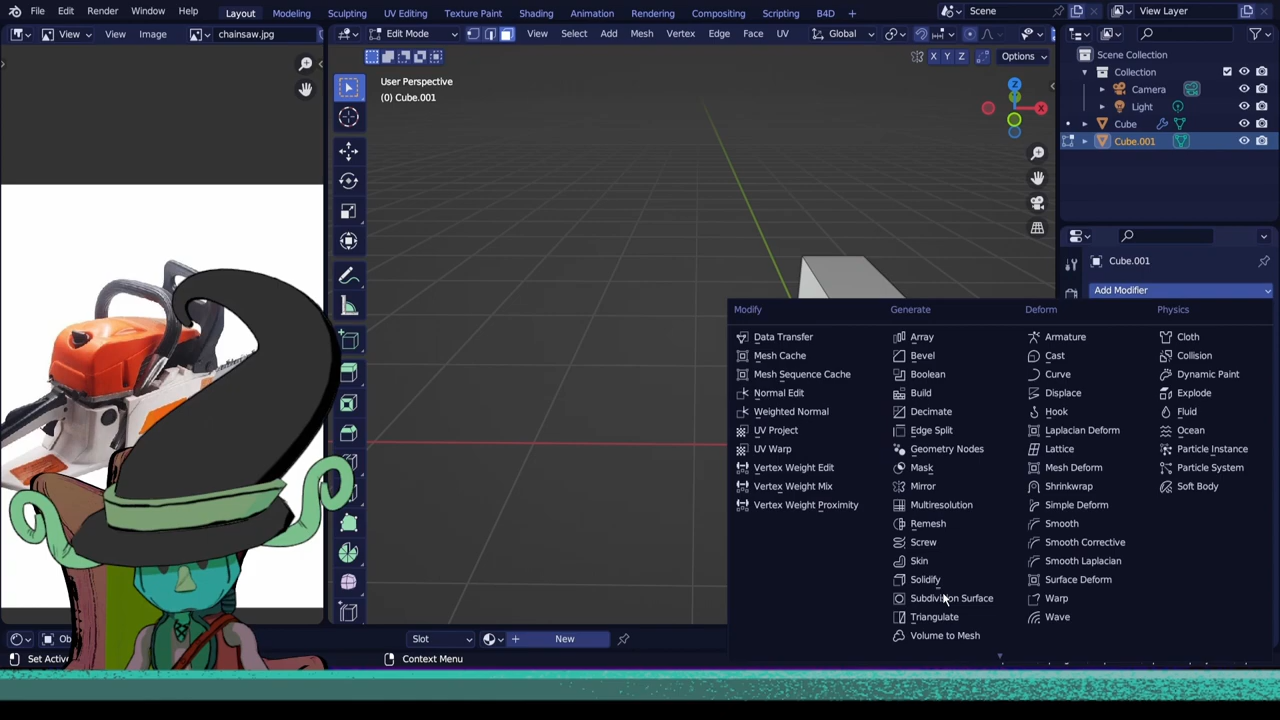 File Edit Render Window Help Layout Modeling Sculpting UV Editing Texture Paint Shading Animation Rendering Compositing Scripting B4D + Scene View Layer
View View Image chainsaw.jpg Edit Mode View Select Add Mesh Vertex Edge Face UV Global
X Y Z Options
User Perspective
(0) Cube.001
Z
X
Scene Collection
Collection
Camera
Light
Cube
Cube.001
Cube.001
Add Modifier
Modify Generate Deform Physics
Data Transfer Array Armature Cloth
Mesh Cache Bevel Cast Collision
Mesh Sequence Cache Boolean Curve Dynamic Paint
Normal Edit Build Displace Explode
Weighted Normal Decimate Hook Fluid
UV Project Edge Split Laplacian Deform Ocean
UV Warp Geometry Nodes Lattice Particle Instance
Vertex Weight Edit Mask Mesh Deform Particle System
Vertex Weight Mix Mirror Shrinkwrap Soft Body
Vertex Weight Proximity Multiresolution Simple Deform
Remesh Smooth
Screw Smooth Corrective
Skin Smooth Laplacian
Solidify Surface Deform
Subdivision Surface Warp
Triangulate Wave
Volume to Mesh
Ob Slot + New
Set Active Context Menu